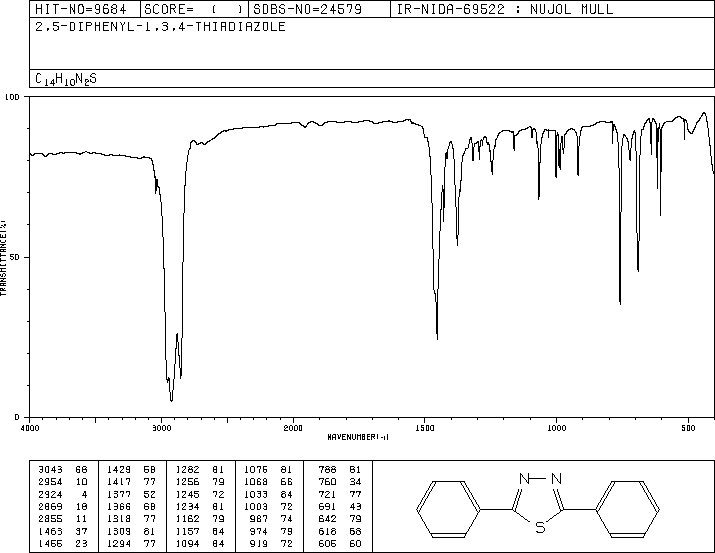 HIT-NO=9684 SCORE= ( ) SDBS-NO=24579 IR-NIDA-69522 : NUJOL MULL
2,5-DIPHENYL-1,3,4-THIADIAZOLE
C14H10N2S
100
50
0
TRANSMITTANCE(%)
4000 3000 2000 1500 1000 500
WAVENUMBER(-1)
3043 68 1429 58 1282 81 1076 81 788 81
2954 10 1417 77 1256 79 1068 66 760 34
2924 4 1377 52 1245 72 1033 84 721 77
2869 18 1366 68 1234 81 1003 72 691 43
2855 11 1318 77 1162 79 987 74 642 79
1463 37 1309 81 1157 84 974 79 618 68
1455 23 1294 77 1094 84 919 72 605 60
N N
S